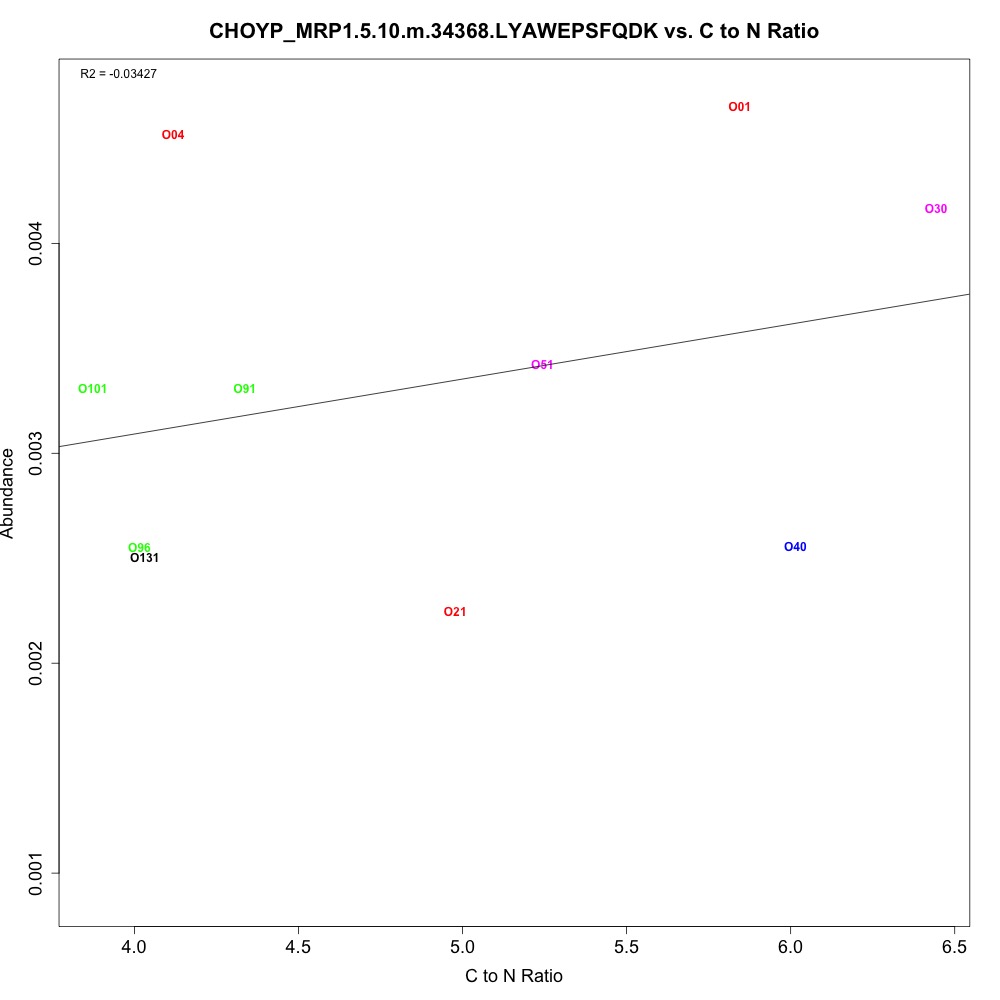 CHOYP_MRP1.5.10.m.34368.LYAWEPSFQDK vs. C to N Ratio
R2 = -0.03427
O01
O04
O30
0.004
O51
O101
O91
0.003
Abundance
O96
O131
O40
O21
0.002
0.001
4.0 4.5 5.0 5.5 6.0 6.5
C to N Ratio